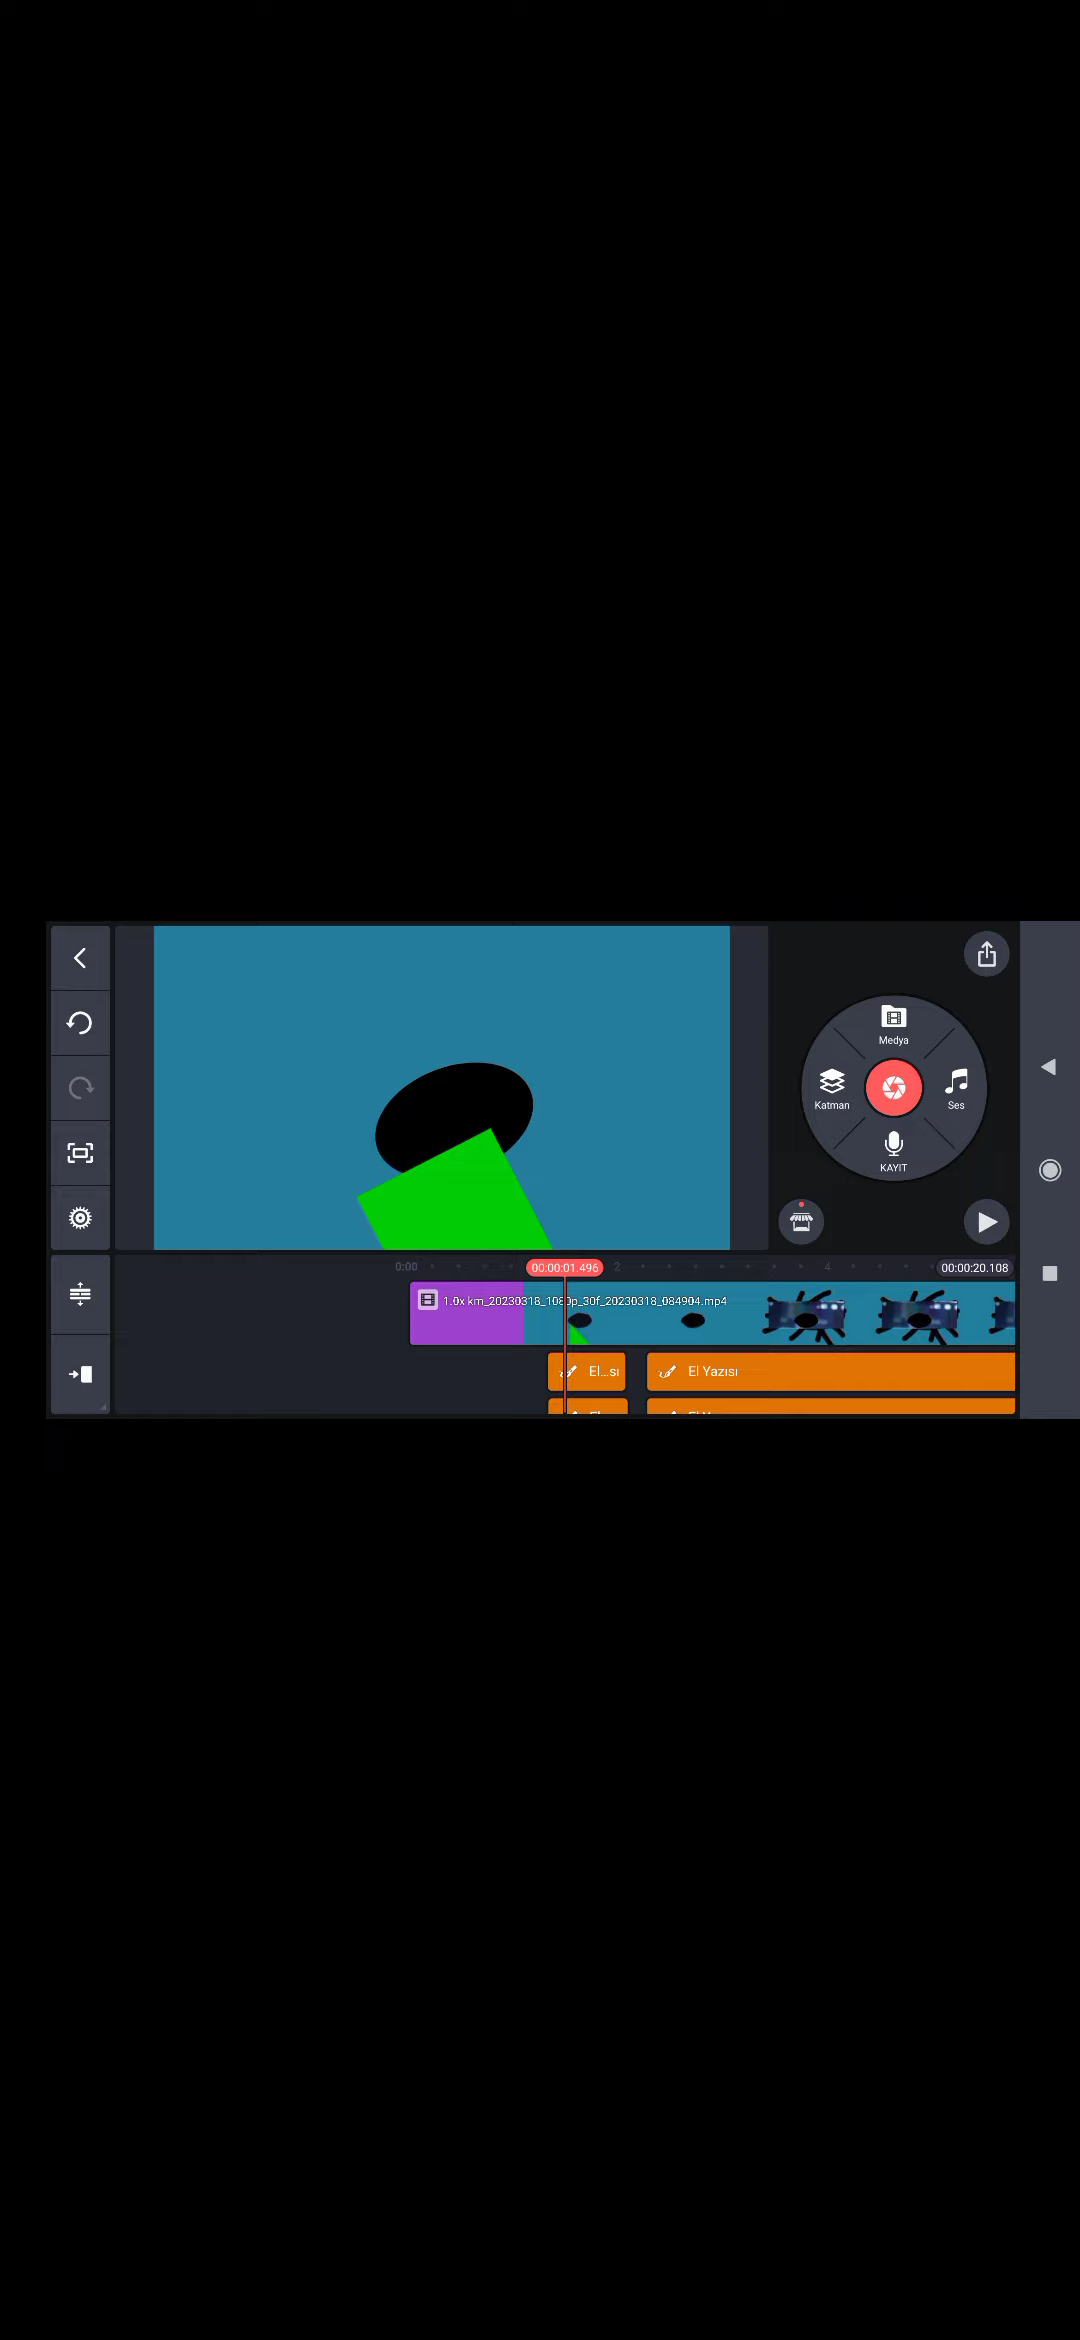 Medya
Katman
Ses
KAYIT
0:00
00:00:01.496
2
4
00:00:20.108
1.0x km_20230318_1080p_30f_20230318_084904.mp4
El...sı
El Yazısı